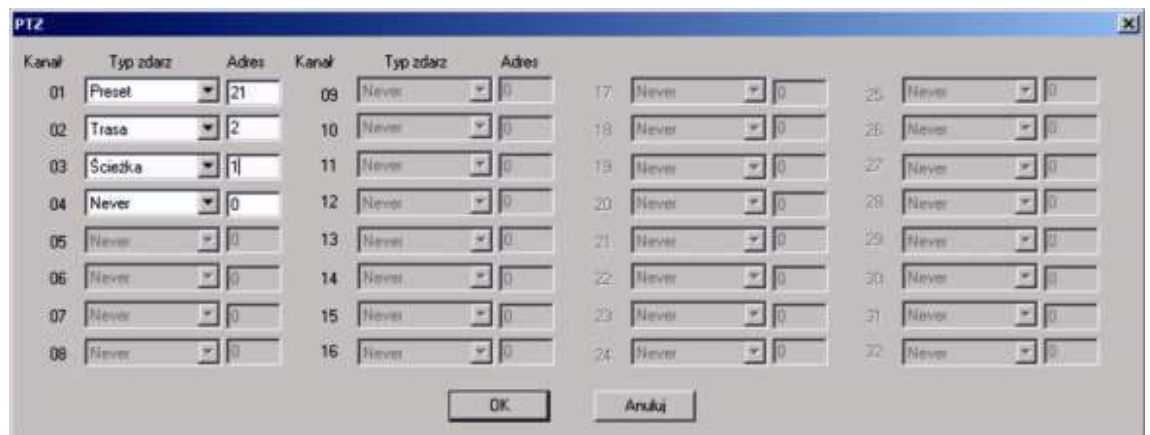 PTZ
Kanał Typ zdarz Adres Kanał Typ zdarz Adres
01 Preset 21 09 Never 0 17 Never 0 25 Never 0
02 Trasa 2 10 Never 0 18 Never 0 26 Never 0
03 Ścieżka 1 11 Never 0 19 Never 0 27 Never 0
04 Never 0 12 Never 0 20 Never 0 28 Never 0
05 Never 0 13 Never 0 21 Never 0 29 Never 0
06 Never 0 14 Never 0 22 Never 0 30 Never 0
07 Never 0 15 Never 0 23 Never 0 31 Never 0
08 Never 0 16 Never 0 24 Never 0 32 Never 0
OK Anuluj